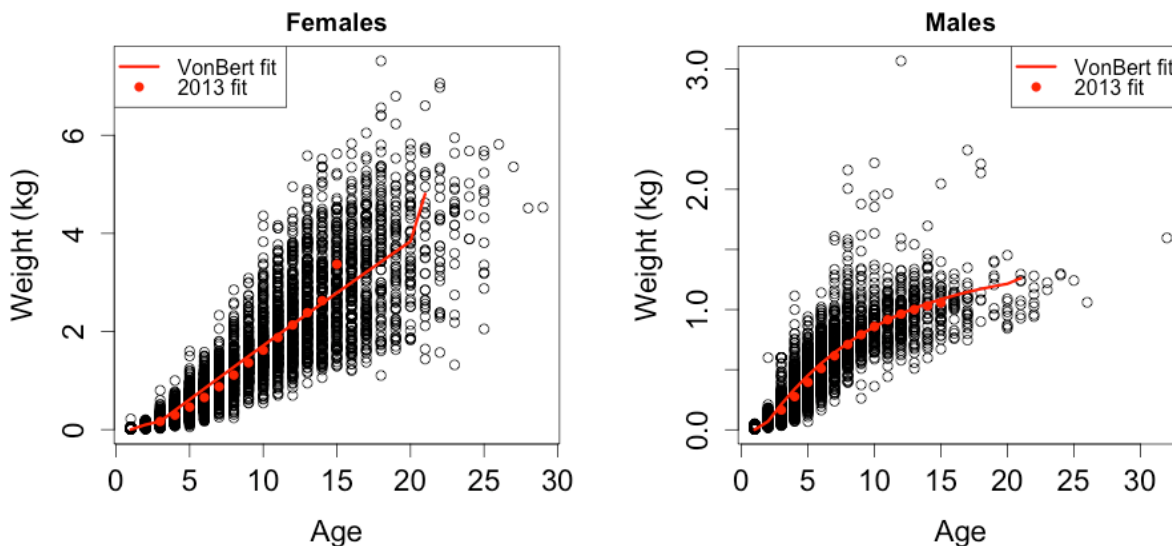 Females
VonBert fit
2013 fit
Weight (kg)
6
4
2
0
0 5 10 15 20 25 30
Age
Males
VonBert fit
2013 fit
Weight (kg)
3.0
2.0
1.0
0.0
0 5 10 15 20 25 30
Age